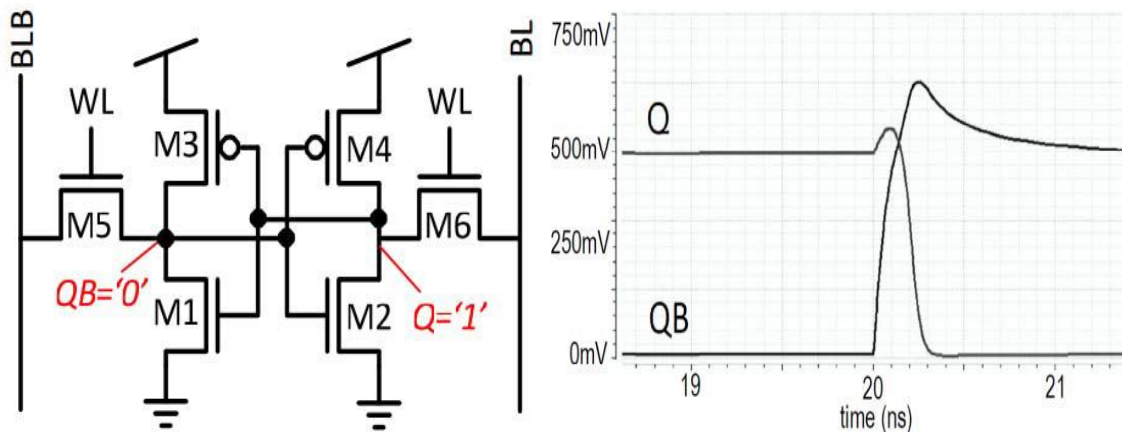 BLB
BL
WL
WL
M3
M4
M5
M6
QB='0'
M1
M2
Q='1'
750mV
Q
500mV
250mV
QB
0mV
19
20
21
time (ns)